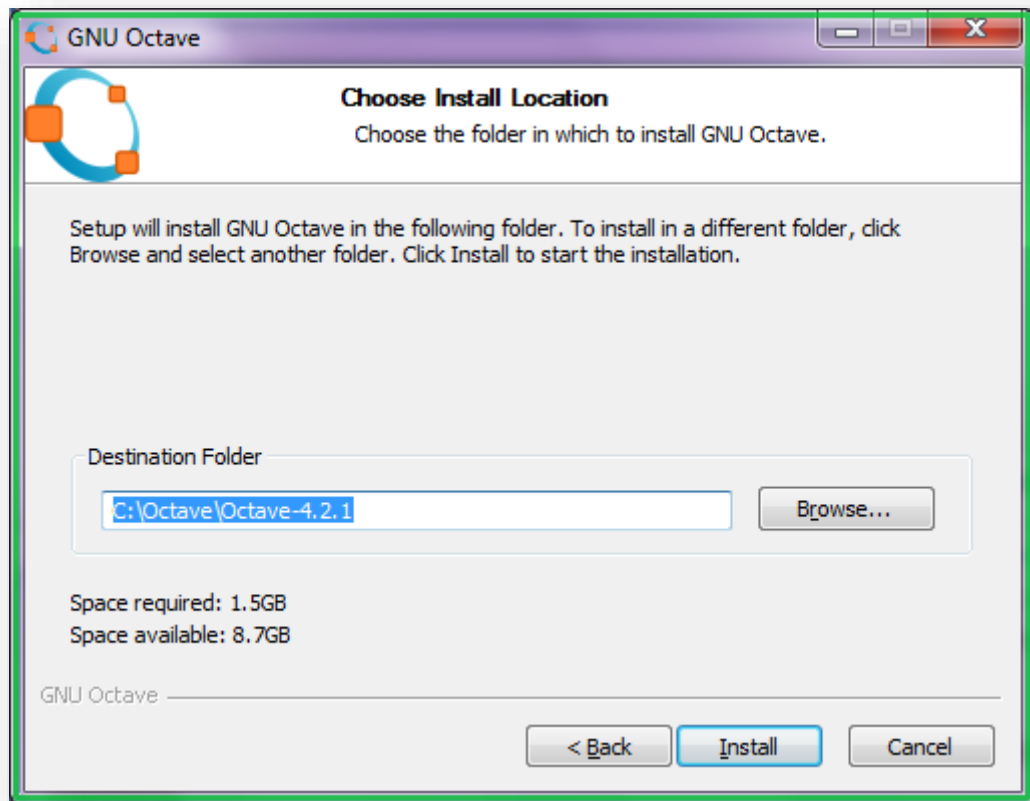 GNU Octave
Choose Install Location
Choose the folder in which to install GNU Octave.
Setup will install GNU Octave in the following folder. To install in a different folder, click
Browse and select another folder. Click Install to start the installation.
Destination Folder
C:\Octave\Octave-4.2.1
Browse...
Space required: 1.5GB
Space available: 8.7GB
GNU Octave
< Back
Install
Cancel